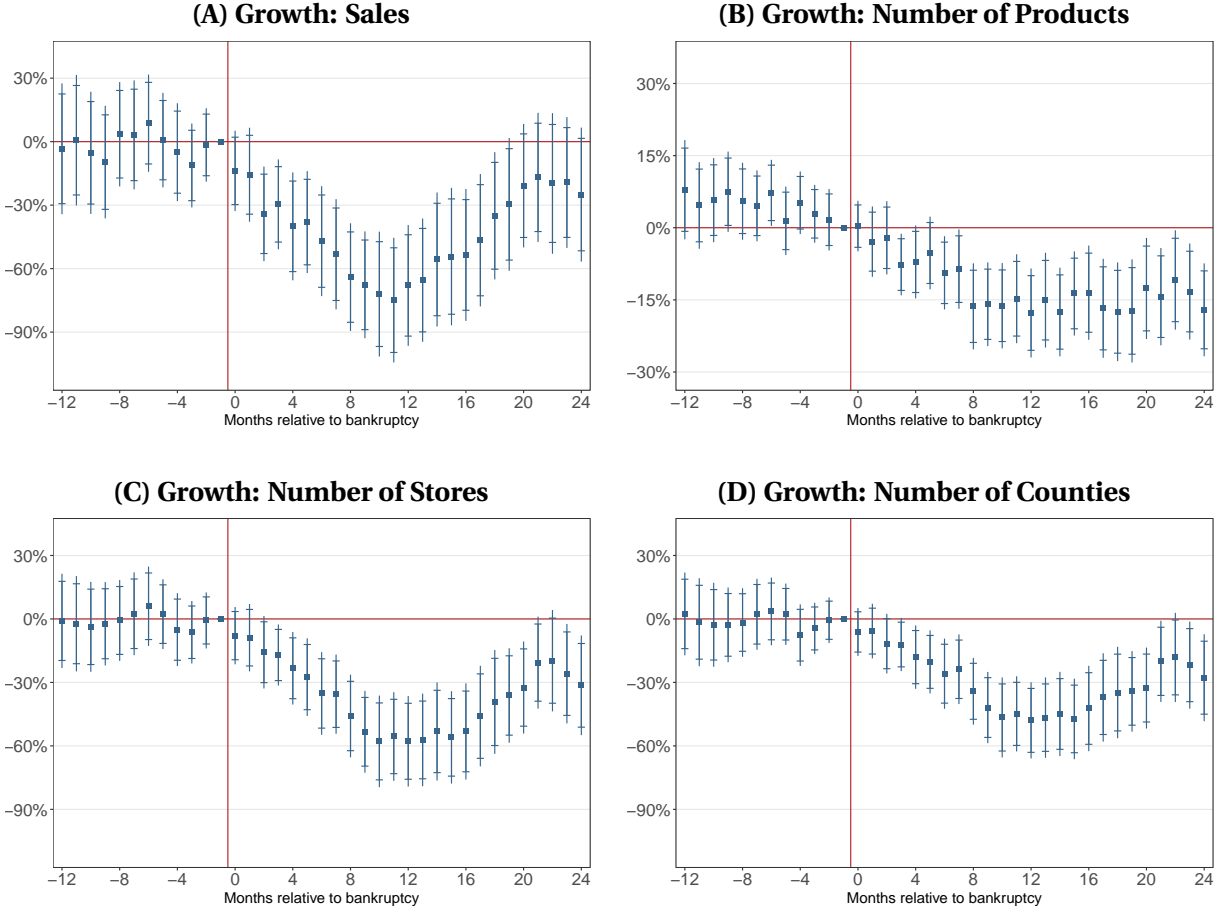 (A) Growth: Sales
30%
0%
−30%
−60%
−90%
−12 −8 −4 0 4 8 12 16 20 24
Months relative to bankruptcy
(B) Growth: Number of Products
30%
15%
0%
−15%
−30%
−12 −8 −4 0 4 8 12 16 20 24
Months relative to bankruptcy
(C) Growth: Number of Stores
30%
0%
−30%
−60%
−90%
−12 −8 −4 0 4 8 12 16 20 24
Months relative to bankruptcy
(D) Growth: Number of Counties
30%
0%
−30%
−60%
−90%
−12 −8 −4 0 4 8 12 16 20 24
Months relative to bankruptcy